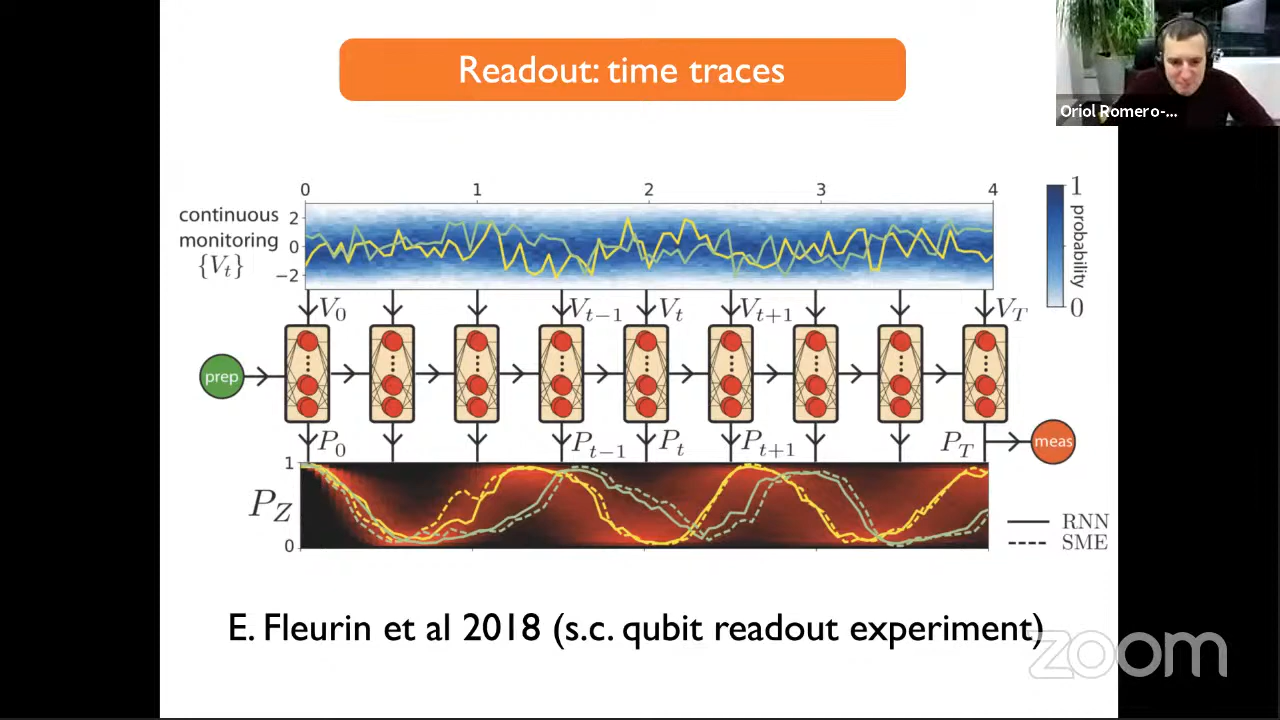 Readout: time traces
Oriol Romero-...
0 1 2 3 4
continuous
monitoring
{V_t}
2
0
−2
1
probability
0
V_0 V_{t−1} V_t V_{t+1} V_T
prep
P_0 P_{t−1} P_t P_{t+1} P_T
meas
1
P_Z
0
RNN
SME
E. Fleurin et al 2018 (s.c. qubit readout experiment)
zoom